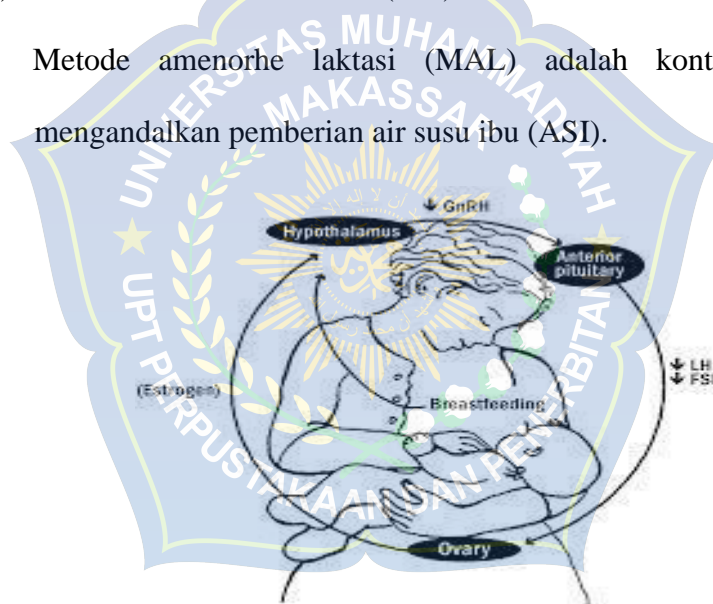 Metode amenorhe laktasi (MAL) adalah kont
mengandalkan pemberian air susu ibu (ASI).
UNIVERSITAS MUHAMMADIYAH
MAKASSAR
UPT PERPUSTAKAAN DAN PENERBITAN
↓ GnRH
Hypothalamus
Anterior
pituitary
↓ LH
↓ FSH
(Estrogen)
Breastfeeding
Ovary